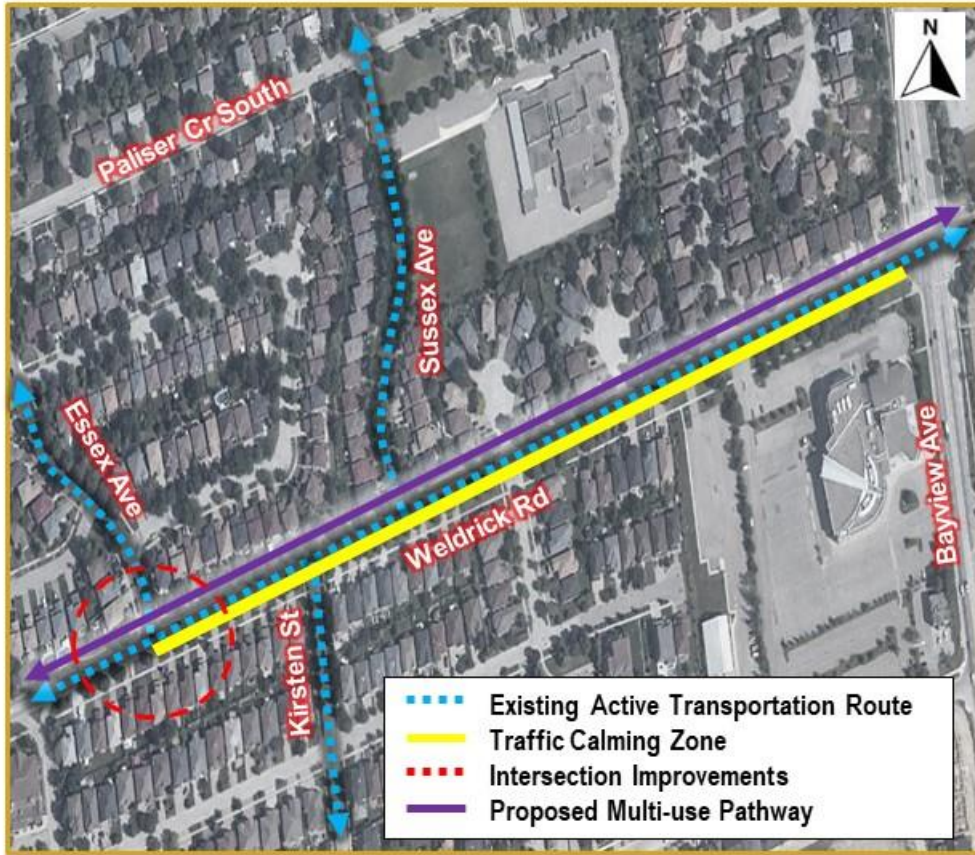 N
Paliser Cr South
Sussex Ave
Essex Ave
Weldrick Rd
Bayview Ave
Kirsten St
Existing Active Transportation Route
Traffic Calming Zone
Intersection Improvements
Proposed Multi-use Pathway